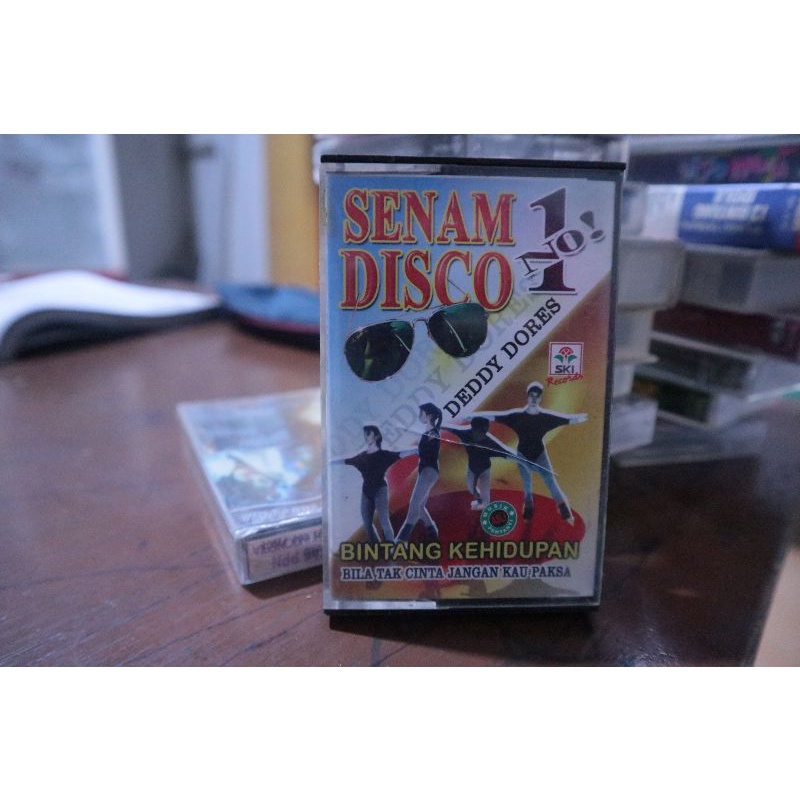 SENAM
DISCO
NO! 1
DEDDY DORES
SKI
Records
BINTANG KEHIDUPAN
BILA TAK CINTA JANGAN KAU PAKSA